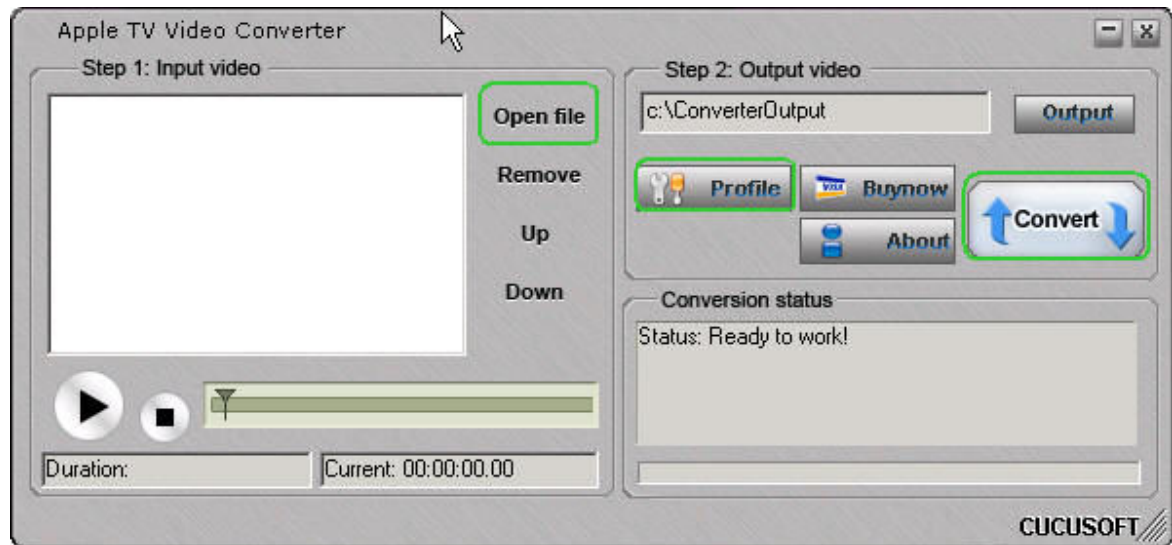 Apple TV Video Converter
Step 1: Input video
Open file
Remove
Up
Down
Duration:
Current: 00:00:00.00
Step 2: Output video
c:\ConverterOutput
Output
Profile
VISA
Buynow
About
Convert
Conversion status
Status: Ready to work!
CUCUSOFT